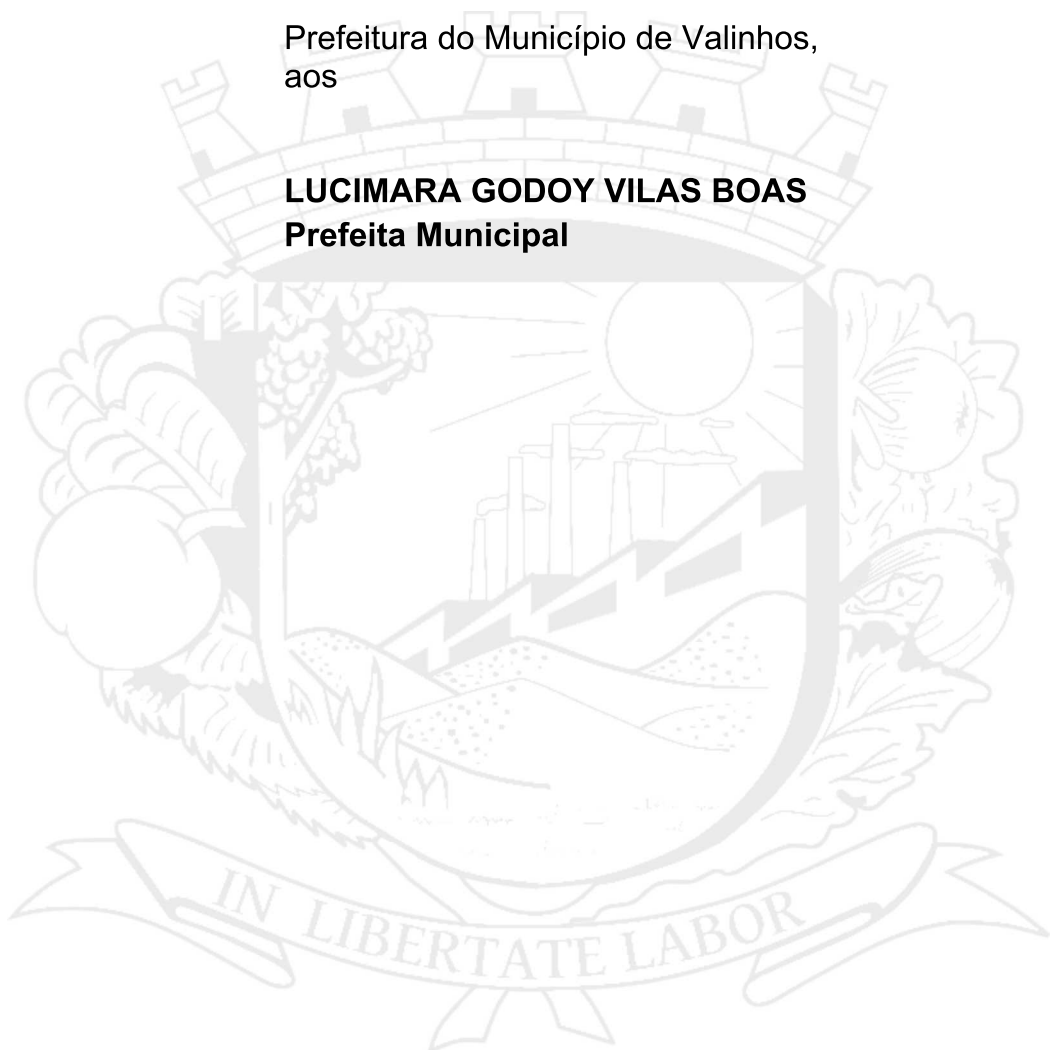 Prefeitura do Município de Valinhos,
aos
LUCIMARA GODOY VILAS BOAS
Prefeita Municipal
IN LIBERTATE LABOR